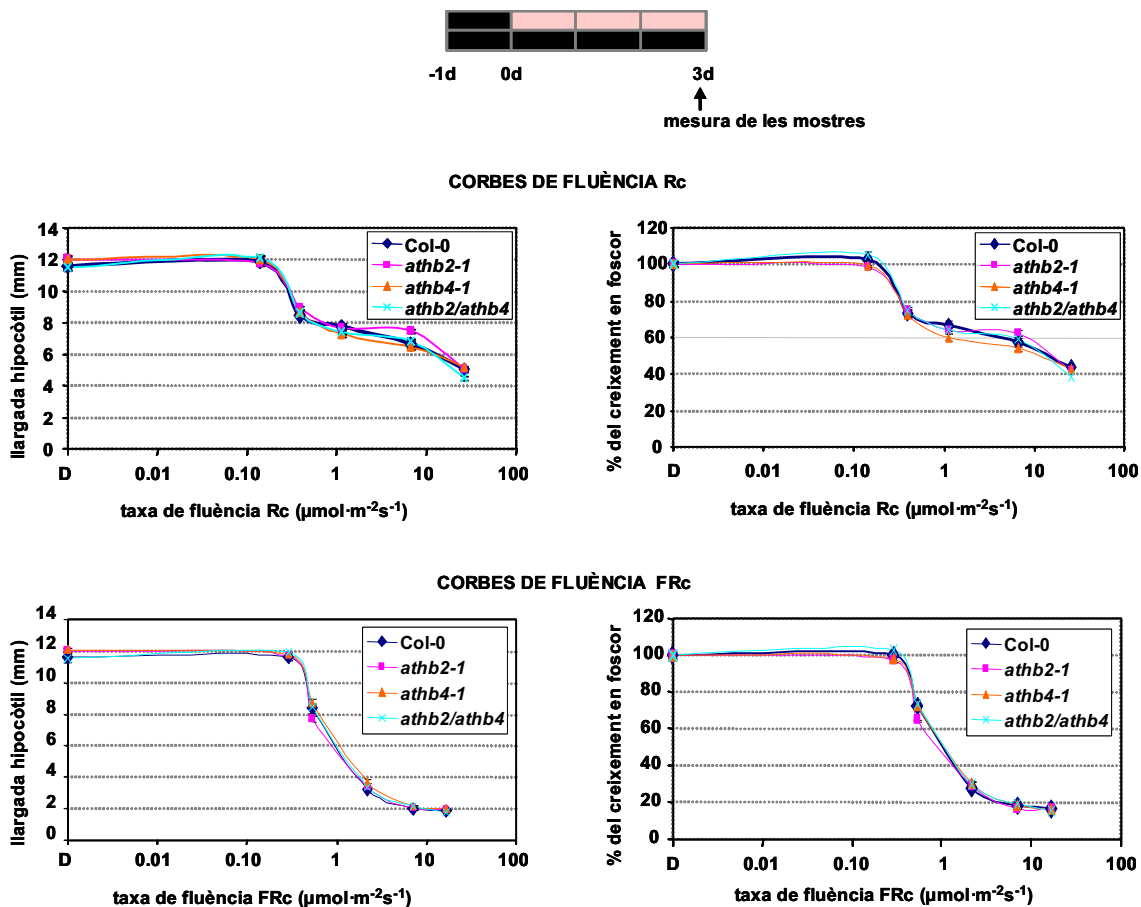 -1d 0d 3d
mesura de les mostres
CORBES DE FLUÈNCIA Rc
llargada hipocòtil (mm)
14
12
10
8
6
4
2
0
D 0.01 0.10 1 10 100
taxa de fluència Rc (µmol·m-2s-1)
Col-0
athb2-1
athb4-1
athb2/athb4
% del creixement en foscor
120
100
80
60
40
20
0
D 0.01 0.10 1 10 100
taxa de fluència Rc (µmol·m-2s-1)
Col-0
athb2-1
athb4-1
athb2/athb4
CORBES DE FLUÈNCIA FRc
llargada hipocòtil (mm)
14
12
10
8
6
4
2
0
D 0.01 0.10 1 10 100
taxa de fluència FRc (µmol·m-2s-1)
Col-0
athb2-1
athb4-1
athb2/athb4
% del creixement en foscor
120
100
80
60
40
20
0
D 0.01 0.10 1 10 100
taxa de fluència FRc (µmol·m-2s-1)
Col-0
athb2-1
athb4-1
athb2/athb4